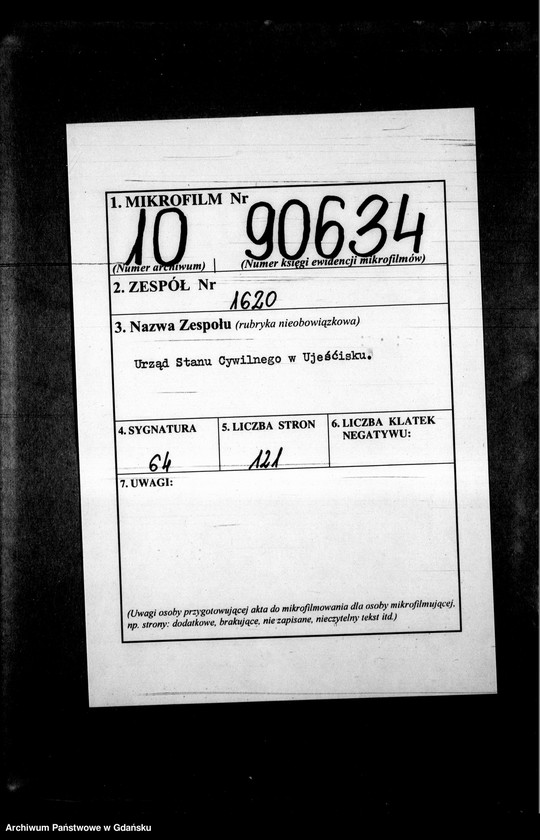 1. MIKROFILM Nr
10 90634
(Numer archiwum) (Numer księgi ewidencji mikrofilmów)
2. ZESPÓŁ Nr
1620
3. Nazwa Zespołu (rubryka nieobowiązkowa)
Urząd Stanu Cywilnego w Ujeśćisku.
4. SYGNATURA 5. LICZBA STRON 6. LICZBA KLATEK
NEGATYWU:
64 121
7. UWAGI:
(Uwagi osoby przygotowującej akta do mikrofilmowania dla osoby mikrofilmującej,
np. strony: dodatkowe, brakujące, nie zapisane, nieczytelny tekst itd.)
Archiwum Państwowe w Gdańsku